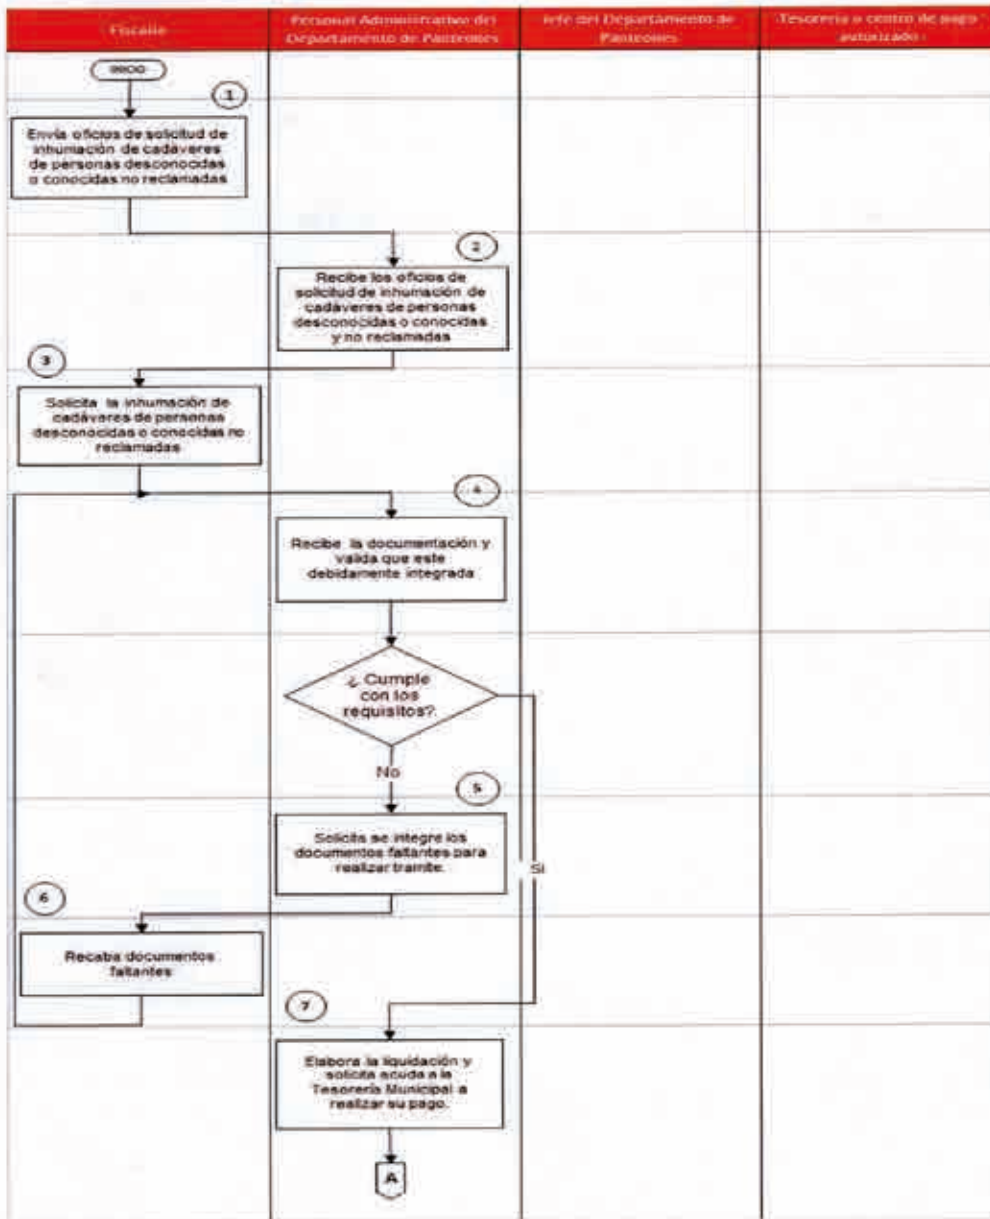 Fiscalía
Personal Administrativo del
Departamento de Panteones
Jefe del Departamento de
Panteones
Tesorería o centro de pago
autorizado
INICIO
1
Envía oficios de solicitud de
inhumación de cadáveres
de personas desconocidas
o conocidas no reclamadas
2
Recibe los oficios de
solicitud de inhumación de
cadáveres de personas
desconocidas o conocidas
y no reclamadas
3
Solicita la inhumación de
cadáveres de personas
desconocidas o conocidas no
reclamadas
4
Recibe la documentación y
valida que este
debidamente integrada
¿ Cumple
con los
requisitos?
No
Si
5
Solicita se integre los
documentos faltantes para
realizar tramite.
6
Recaba documentos
faltantes
7
Elabora la liquidación y
solicita acuda a la
Tesorería Municipal a
realizar su pago.
A